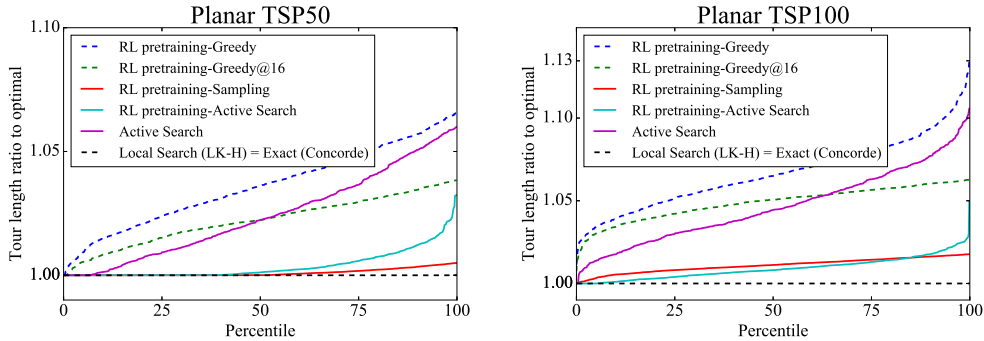 Planar TSP50
1.10
1.05
1.00
Tour length ratio to optimal
RL pretraining-Greedy
RL pretraining-Greedy@16
RL pretraining-Sampling
RL pretraining-Active Search
Active Search
Local Search (LK-H) = Exact (Concorde)
0
25
50
75
100
Percentile
Planar TSP100
1.13
1.10
1.05
1.00
Tour length ratio to optimal
RL pretraining-Greedy
RL pretraining-Greedy@16
RL pretraining-Sampling
RL pretraining-Active Search
Active Search
Local Search (LK-H) = Exact (Concorde)
0
25
50
75
100
Percentile